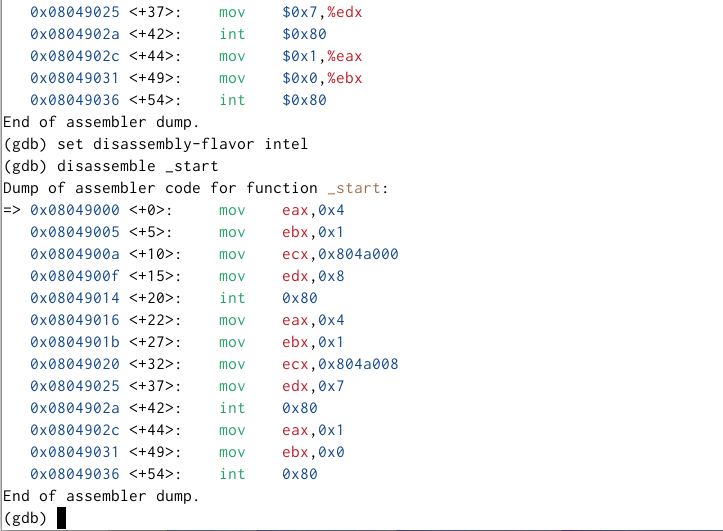 0x08049025 <+37>:    mov    $0x7,%edx
   0x0804902a <+42>:    int    $0x80
   0x0804902c <+44>:    mov    $0x1,%eax
   0x08049031 <+49>:    mov    $0x0,%ebx
   0x08049036 <+54>:    int    $0x80
End of assembler dump.
(gdb) set disassembly-flavor intel
(gdb) disassemble _start
Dump of assembler code for function _start:
=> 0x08049000 <+0>:     mov    eax,0x4
   0x08049005 <+5>:     mov    ebx,0x1
   0x0804900a <+10>:    mov    ecx,0x804a000
   0x0804900f <+15>:    mov    edx,0x8
   0x08049014 <+20>:    int    0x80
   0x08049016 <+22>:    mov    eax,0x4
   0x0804901b <+27>:    mov    ebx,0x1
   0x08049020 <+32>:    mov    ecx,0x804a008
   0x08049025 <+37>:    mov    edx,0x7
   0x0804902a <+42>:    int    0x80
   0x0804902c <+44>:    mov    eax,0x1
   0x08049031 <+49>:    mov    ebx,0x0
   0x08049036 <+54>:    int    0x80
End of assembler dump.
(gdb)